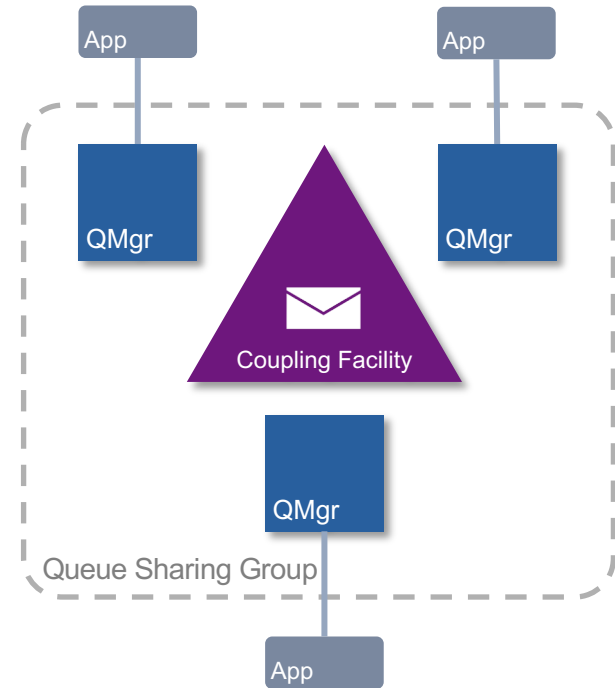 App
App
QMgr
QMgr
Coupling Facility
QMgr
Queue Sharing Group
App